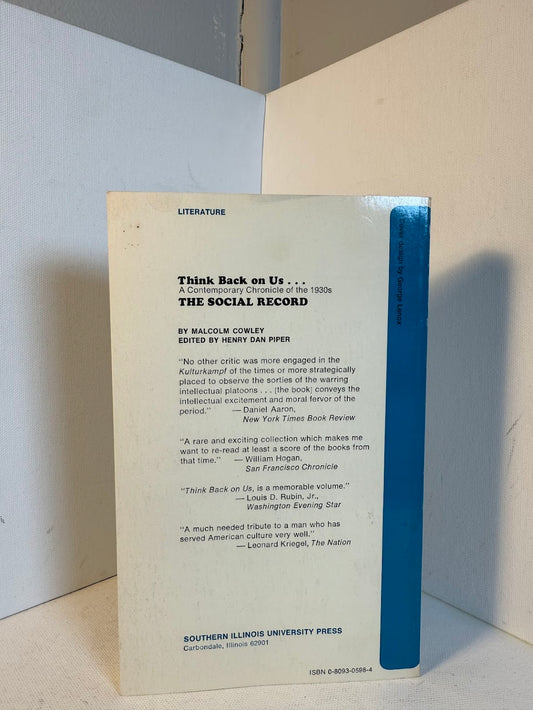 LITERATURE
Think Back on Us . . .
A Contemporary Chronicle of the 1930s
THE SOCIAL RECORD
BY MALCOLM COWLEY
EDITED BY HENRY DAN PIPER
"No other critic was more engaged in the
Kulturkampf of the times or more strategically
placed to observe the sorties of the warring
intellectual platoons . . . [the book] conveys the
intellectual excitement and moral fervor of the
period." — Daniel Aaron,
New York Times Book Review
"A rare and exciting collection which makes me
want to re-read at least a score of the books from
that time." — William Hogan,
San Francisco Chronicle
"Think Back on Us, is a memorable volume."
— Louis D. Rubin, Jr.,
Washington Evening Star
"A much needed tribute to a man who has
served American culture very well."
— Leonard Kriegel, The Nation
SOUTHERN ILLINOIS UNIVERSITY PRESS
Carbondale, Illinois 62901
ISBN 0-8093-0598-4
Cover design by George Lenox